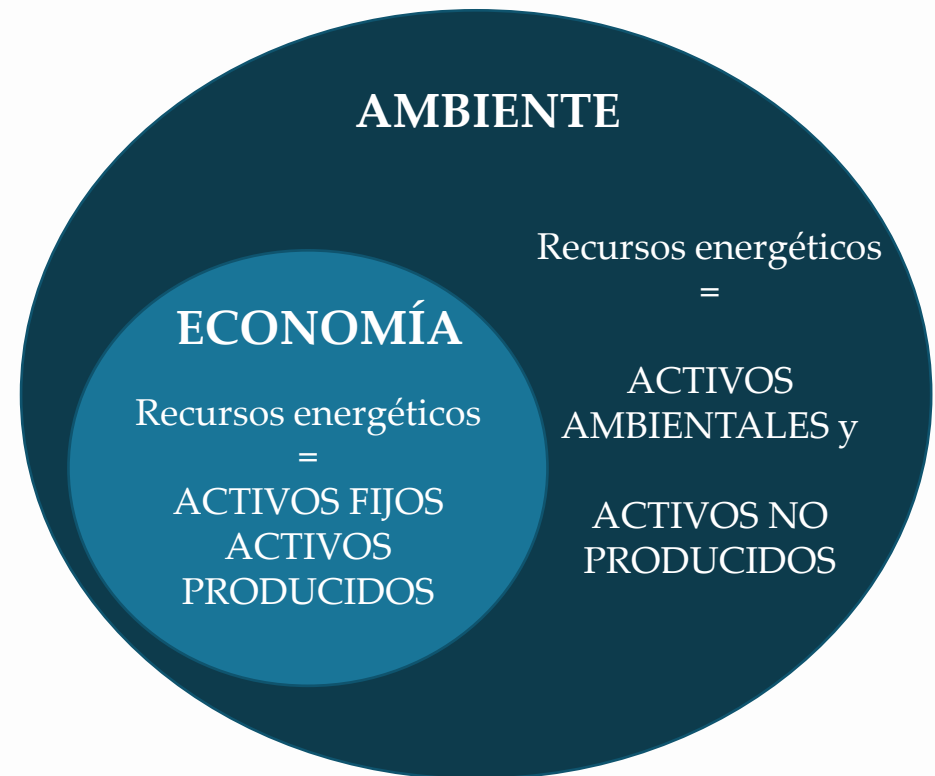 AMBIENTE
Recursos energéticos
=
ACTIVOS
AMBIENTALES y
ACTIVOS NO
PRODUCIDOS
ECONOMÍA
Recursos energéticos
=
ACTIVOS FIJOS
ACTIVOS
PRODUCIDOS